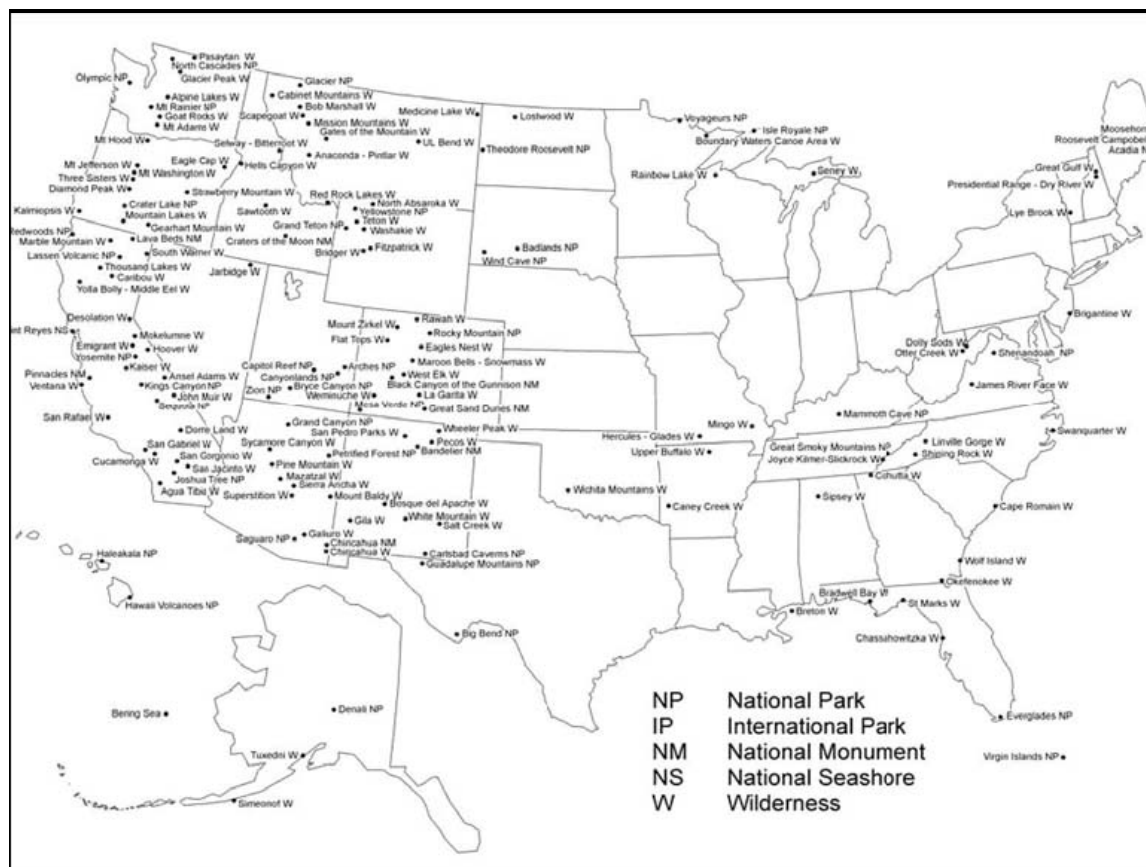 Pasaytan W
North Cascades NP
Glacier Peak W
Olympic NP
Alpine Lakes W
Mt Rainier NP
Goat Rocks W
Mt Adams W
Mt Hood W
Mt Jefferson W
Mt Washington W
Three Sisters W
Diamond Peak W
Eagle Cap W
Hells Canyon W
Strawberry Mountain W
Kalmiopsis W
Crater Lake NP
Mountain Lakes W
Gearhart Mountain W
Redwoods NP
Marble Mountain W
Lava Beds NM
Lassen Volcanic NP
South Warner W
Thousand Lakes W
Caribou W
Yolla Bolly - Middle Eel W
Desolation W
nt Reyes NS
Mokelumne W
Emigrant W
Hoover W
Yosemite NP
Kaiser W
Pinnacles NM
Ansel Adams W
Ventana W
Kings Canyon NP
John Muir W
Sequoia NP
San Rafael W
Dome Land W
San Gabriel W
Cucamonga W
San Gorgonio W
San Jacinto W
Joshua Tree NP
Agua Tibia W
Glacier NP
Cabinet Mountains W
Bob Marshall W
Scapegoat W
Mission Mountains W
Gates of the Mountain W
Medicine Lake W
UL Bend W
Selway - Bitterroot W
Anaconda - Pintlar W
Red Rock Lakes W
North Absaroka W
Yellowstone NP
Sawtooth W
Teton W
Grand Teton NP
Washakie W
Craters of the Moon NM
Bridger W
Fitzpatrick W
Jarbidge W
Lostwood W
Theodore Roosevelt NP
Badlands NP
Wind Cave NP
Rawah W
Mount Zirkel W
Rocky Mountain NP
Flat Tops W
Eagles Nest W
Maroon Bells - Snowmass W
Capitol Reef NP
Arches NP
West Elk W
Canyonlands NP
Black Canyon of the Gunnison NM
Bryce Canyon NP
Weminuche W
La Garita W
Zion NP
Mesa Verde NP
Great Sand Dunes NM
Grand Canyon NP
San Pedro Parks W
Wheeler Peak W
Sycamore Canyon W
Pecos W
Petrified Forest NP
Bandelier NM
Pine Mountain W
Mazatzal W
Sierra Ancha W
Superstition W
Mount Baldy W
Bosque del Apache W
Gila W
White Mountain W
Salt Creek W
Galiuro W
Saguaro NP
Chiricahua NM
Chiricahua W
Carlsbad Caverns NP
Guadalupe Mountains NP
Big Bend NP
Voyageurs NP
Isle Royale NP
Boundary Waters Canoe Area W
Rainbow Lake W
Seney W
Moosehorn
Roosevelt Campobel
Acadia N
Great Gulf W
Presidential Range - Dry River W
Lye Brook W
Brigantine W
Dolly Sods W
Otter Creek W
Shenandoah NP
James River Face W
Mammoth Cave NP
Mingo W
Hercules - Glades W
Upper Buffalo W
Great Smoky Mountains NP
Joyce Kilmer-Slickrock W
Linville Gorge W
Shining Rock W
Swanquarter W
Cohutta W
Wichita Mountains W
Caney Creek W
Sipsey W
Cape Romain W
Wolf Island W
Okefenokee W
Bradwell Bay W
St Marks W
Breton W
Chassahowitzka W
Everglades NP
Virgin Islands NP
Haleakala NP
Hawaii Volcanoes NP
Bering Sea
Denali NP
Tuxedni W
Simeonof W
NP National Park
IP International Park
NM National Monument
NS National Seashore
W Wilderness